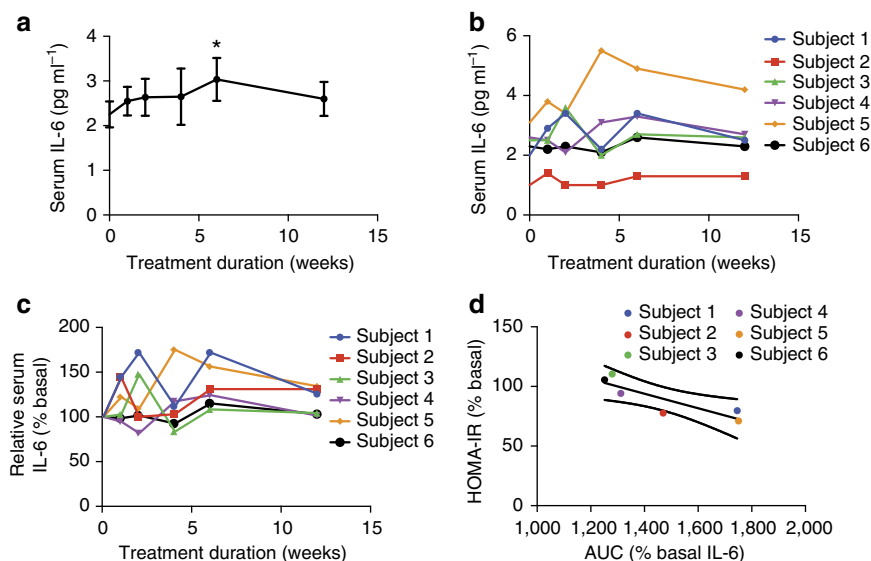 a
Serum IL-6 (pg ml⁻¹)
4
3
2
1
0
*
0 5 10 15
Treatment duration (weeks)
b
Serum IL-6 (pg ml⁻¹)
6
4
2
0
0 5 10 15
Treatment duration (weeks)
Subject 1
Subject 2
Subject 3
Subject 4
Subject 5
Subject 6
c
Relative serum
IL-6 (% basal)
200
150
100
50
0
0 5 10 15
Treatment duration (weeks)
Subject 1
Subject 2
Subject 3
Subject 4
Subject 5
Subject 6
d
HOMA-IR (% basal)
150
100
50
0
Subject 1 Subject 4
Subject 2 Subject 5
Subject 3 Subject 6
1,000 1,200 1,400 1,600 1,800 2,000
AUC (% basal IL-6)